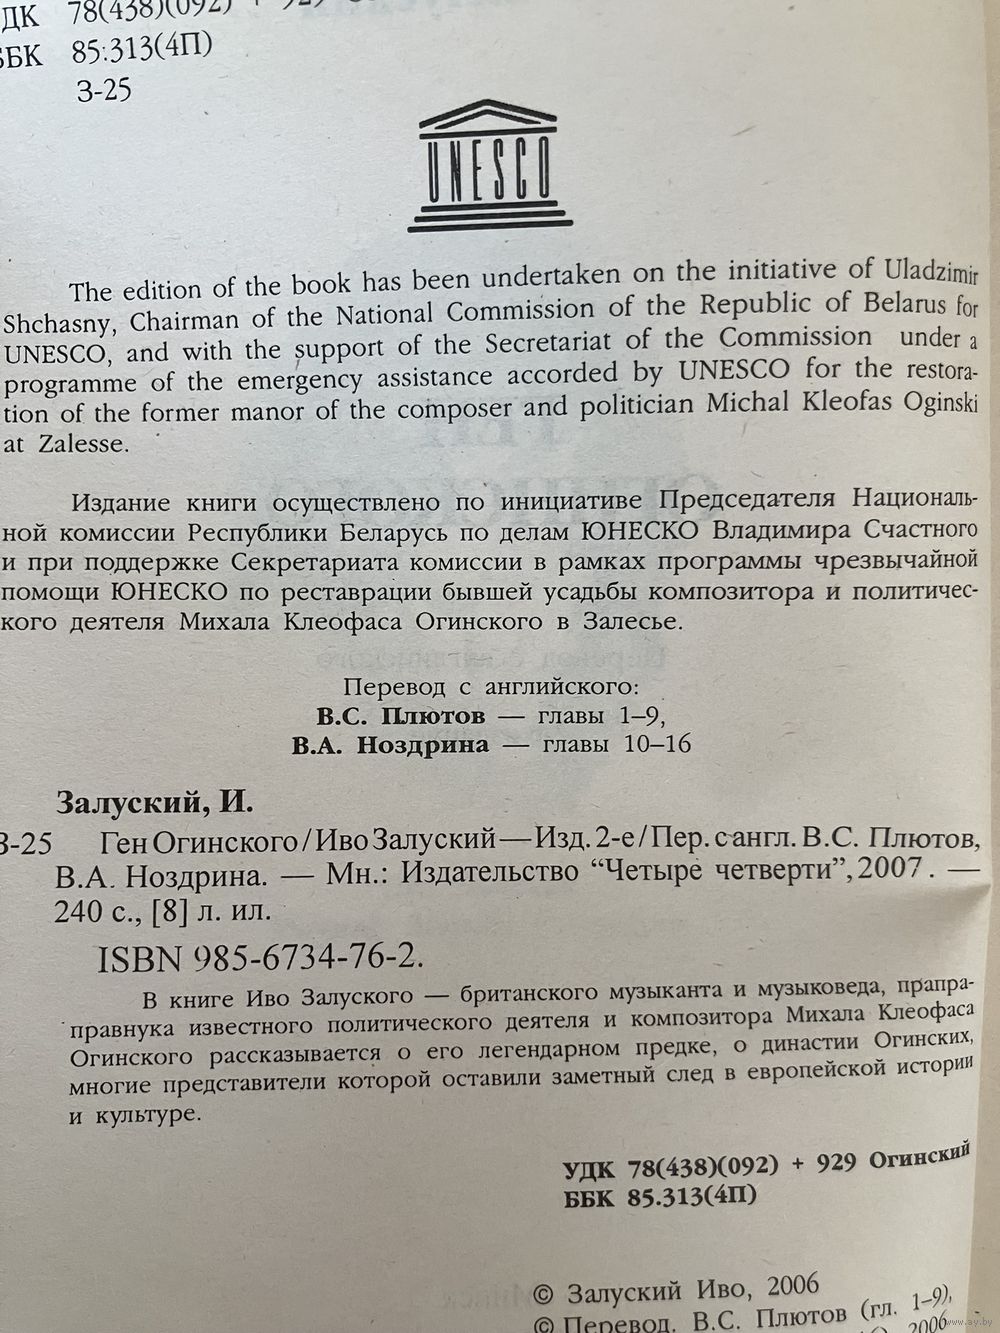 УДК 78(438)(092) + 929
ББК 85:313(4П)
З-25
UNESCO
The edition of the book has been undertaken on the initiative of Uladzimir
Shchasny, Chairman of the National Commission of the Republic of Belarus for
UNESCO, and with the support of the Secretariat of the Commission under a
programme of the emergency assistance accorded by UNESCO for the restora-
tion of the former manor of the composer and politician Michal Kleofas Oginski
at Zalesse.
Издание книги осуществлено по инициативе Председателя Националь-
ной комиссии Республики Беларусь по делам ЮНЕСКО Владимира Счастного
и при поддержке Секретариата комиссии в рамках программы чрезвычайной
помощи ЮНЕСКО по реставрации бывшей усадьбы композитора и политичес-
кого деятеля Михала Клеофаса Огинского в Залесье.
Перевод с английского:
В.С. Плютов — главы 1–9,
В.А. Ноздрина — главы 10–16
Залуский, И.
З-25 Ген Огинского / Иво Залуский — Изд. 2-е / Пер. с англ. В.С. Плютов,
В.А. Ноздрина. — Мн.: Издательство “Четыре четверти”, 2007. —
240 с., [8] л. ил.
ISBN 985-6734-76-2.
В книге Иво Залуского — британского музыканта и музыковеда, прапра-
правнука известного политического деятеля и композитора Михала Клеофаса
Огинского рассказывается о его легендарном предке, о династии Огинских,
многие представители которой оставили заметный след в европейской истории
и культуре.
УДК 78(438)(092) + 929 Огинский
ББК 85.313(4П)
© Залуский Иво, 2006
© Перевод. В.С. Плютов (гл. 1–9),
2006
www.ay.by